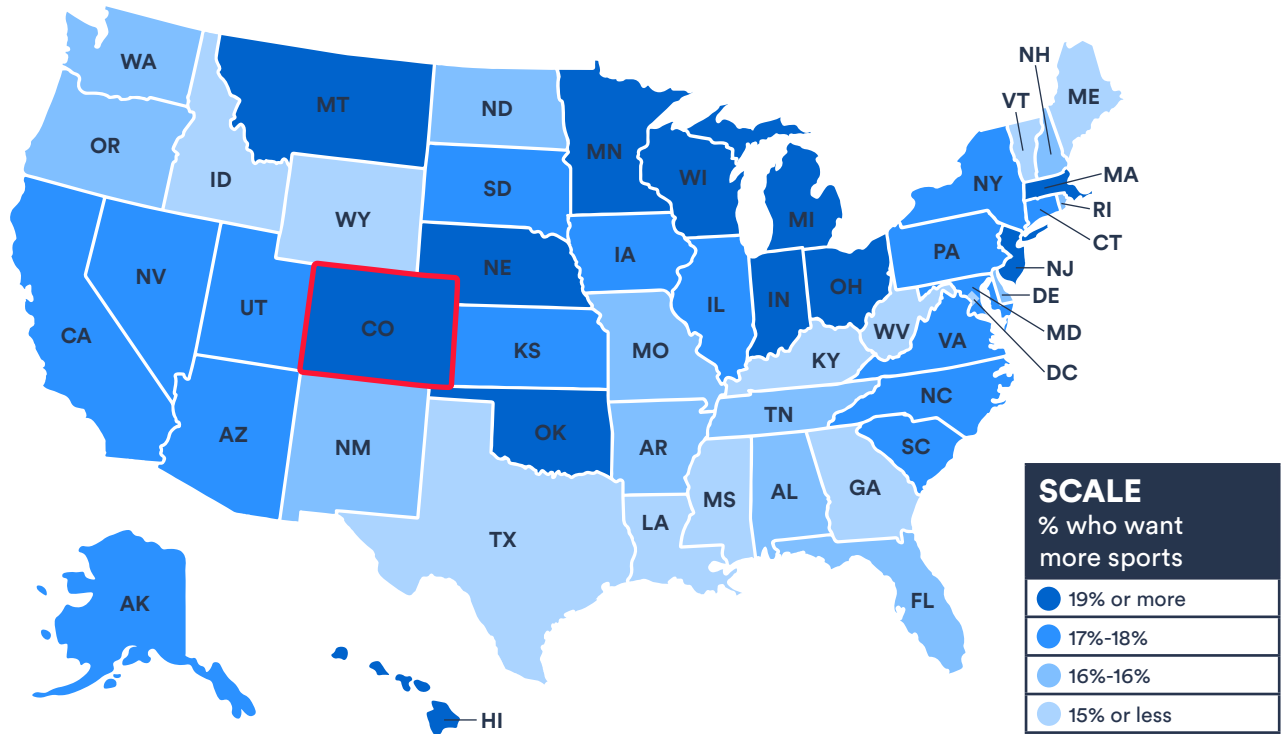 WA
MT
ND
MN
NH
VT
ME
OR
ID
SD
WI
MI
NY
MA
RI
CT
WY
NE
IA
PA
NJ
NV
UT
CO
IL
IN
OH
DE
MD
DC
CA
KS
MO
WV
VA
KY
AZ
NM
OK
AR
TN
NC
SC
TX
LA
MS
AL
GA
FL
AK
HI
SCALE
% who want
more sports
19% or more
17%-18%
16%-16%
15% or less